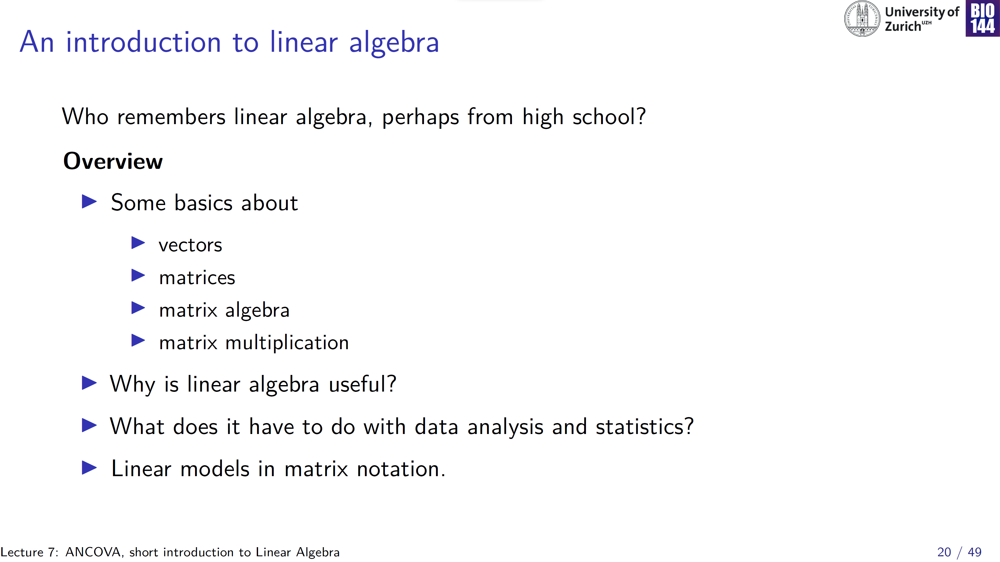 University of
Zurich UZH
BIO
144
An introduction to linear algebra
Who remembers linear algebra, perhaps from high school?
Overview
Some basics about
vectors
matrices
matrix algebra
matrix multiplication
Why is linear algebra useful?
What does it have to do with data analysis and statistics?
Linear models in matrix notation.
Lecture 7: ANCOVA, short introduction to Linear Algebra
20 / 49